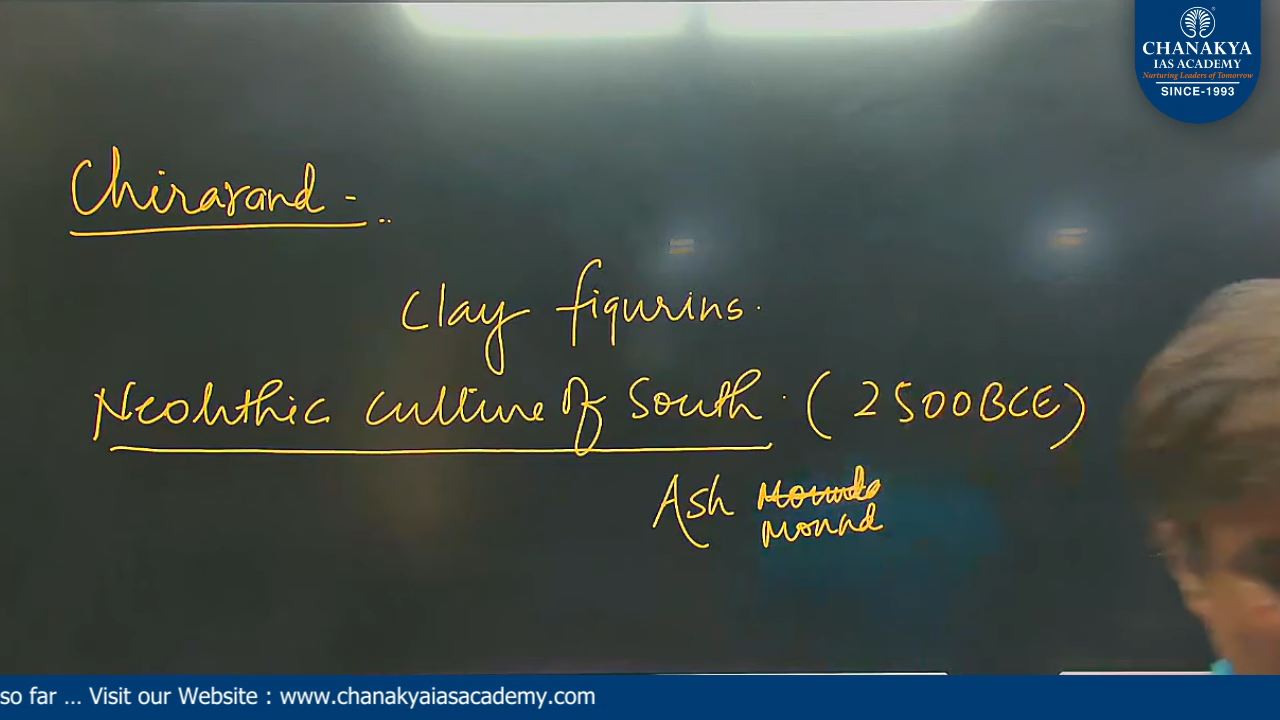 CHANAKYA
IAS ACADEMY
Nurturing Leaders of Tomorrow
SINCE-1993
Chirarand -
Clay figurins.
Neolithic culture of South. (2500BCE)
Ash Mound
so far ... Visit our Website : www.chanakyaiasacademy.com